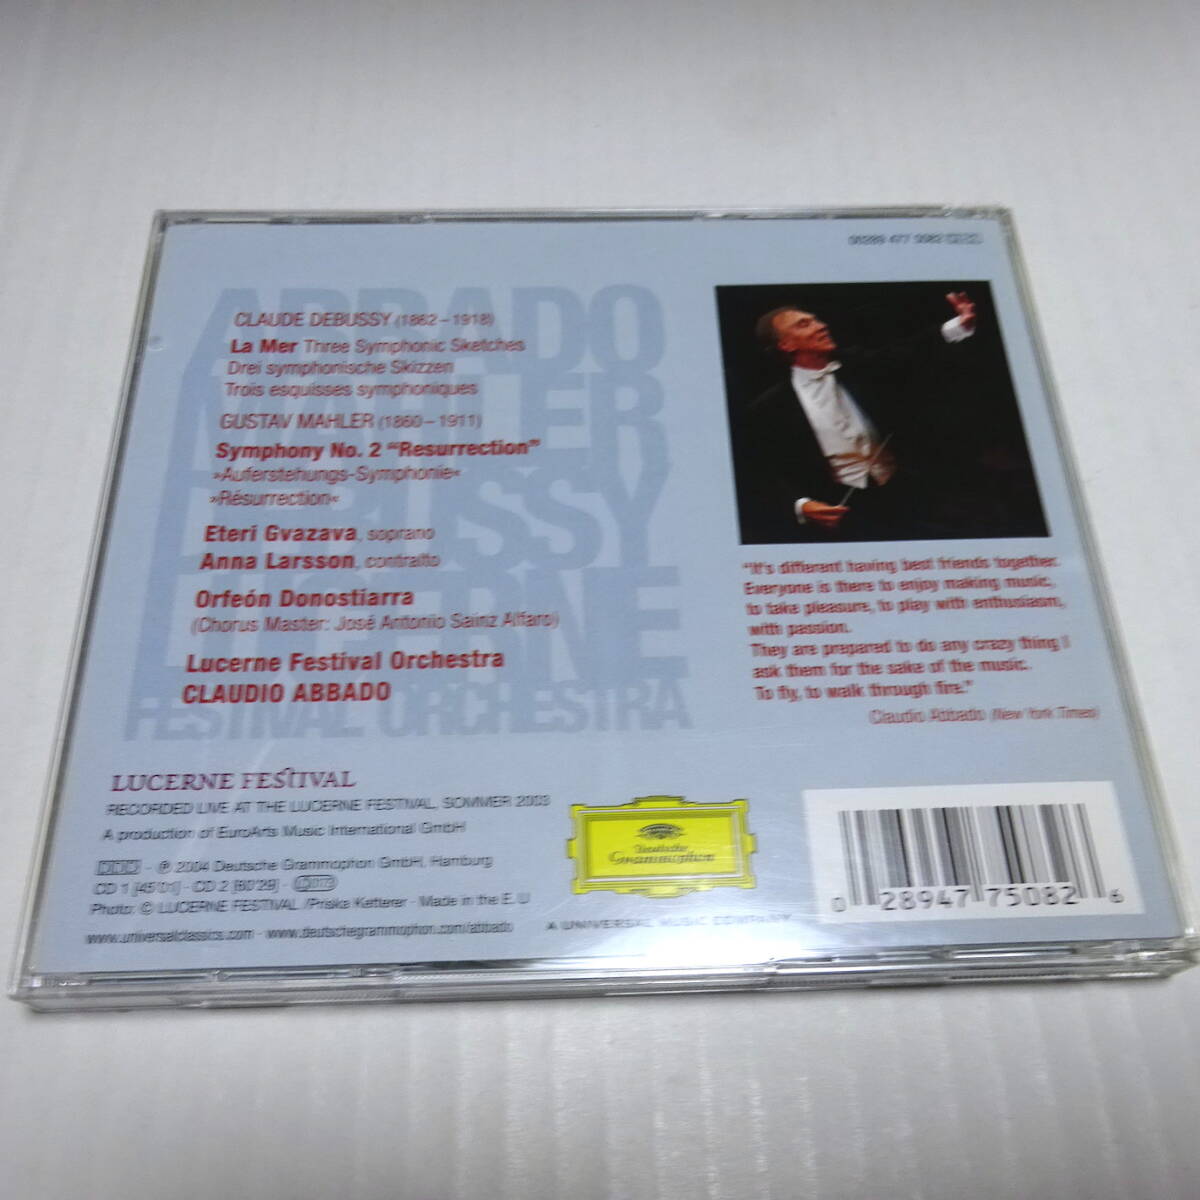 00289 477 5082
ABBADO
MAHLER
DEBUSSY
LUCERNE
FESTIVAL ORCHESTRA
CLAUDE DEBUSSY (1862–1918)
La Mer Three Symphonic Sketches
Drei symphonische Skizzen
Trois esquisses symphoniques
GUSTAV MAHLER (1860–1911)
Symphony No. 2 “Resurrection”
»Auferstehungs-Symphonie«
»Résurrection«
Eteri Gvazava, soprano
Anna Larsson, contralto
Orfeón Donostiarra
(Chorus Master: José Antonio Sainz Alfaro)
Lucerne Festival Orchestra
CLAUDIO ABBADO
“It's different having best friends together.
Everyone is there to enjoy making music,
to take pleasure, to play with enthusiasm,
with passion.
They are prepared to do any crazy thing I
ask them for the sake of the music.
To fly, to walk through fire.”
Claudio Abbado (New York Times)
LUCERNE FESTIVAL
RECORDED LIVE AT THE LUCERNE FESTIVAL, SOMMER 2003
A production of EuroArts Music International GmbH
DDD · ℗ 2004 Deutsche Grammophon GmbH, Hamburg
CD 1 [45'01] · CD 2 [80'29] ·
Photo: © LUCERNE FESTIVAL /Priska Ketterer · Made in the E. U
www.universalclassics.com · www.deutschegrammophon.com/abbado
Deutsche
Grammophon
A UNIVERSAL MUSIC COMPANY
0 28947 75082 6